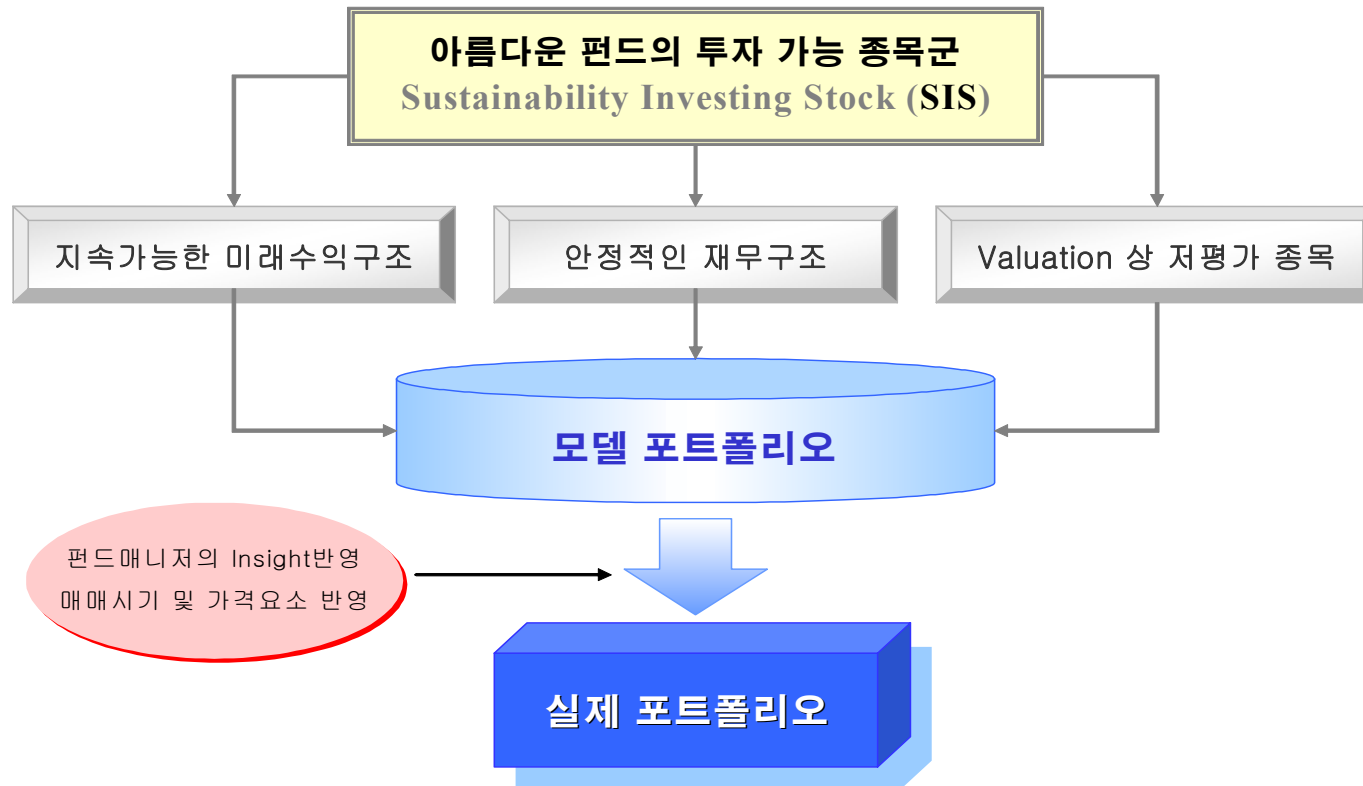 아름다운 펀드의 투자 가능 종목군
Sustainability Investing Stock (SIS)
지속가능한 미래수익구조
안정적인 재무구조
Valuation 상 저평가 종목
모델 포트폴리오
펀드매니저의 Insight반영
매매시기 및 가격요소 반영
실제 포트폴리오